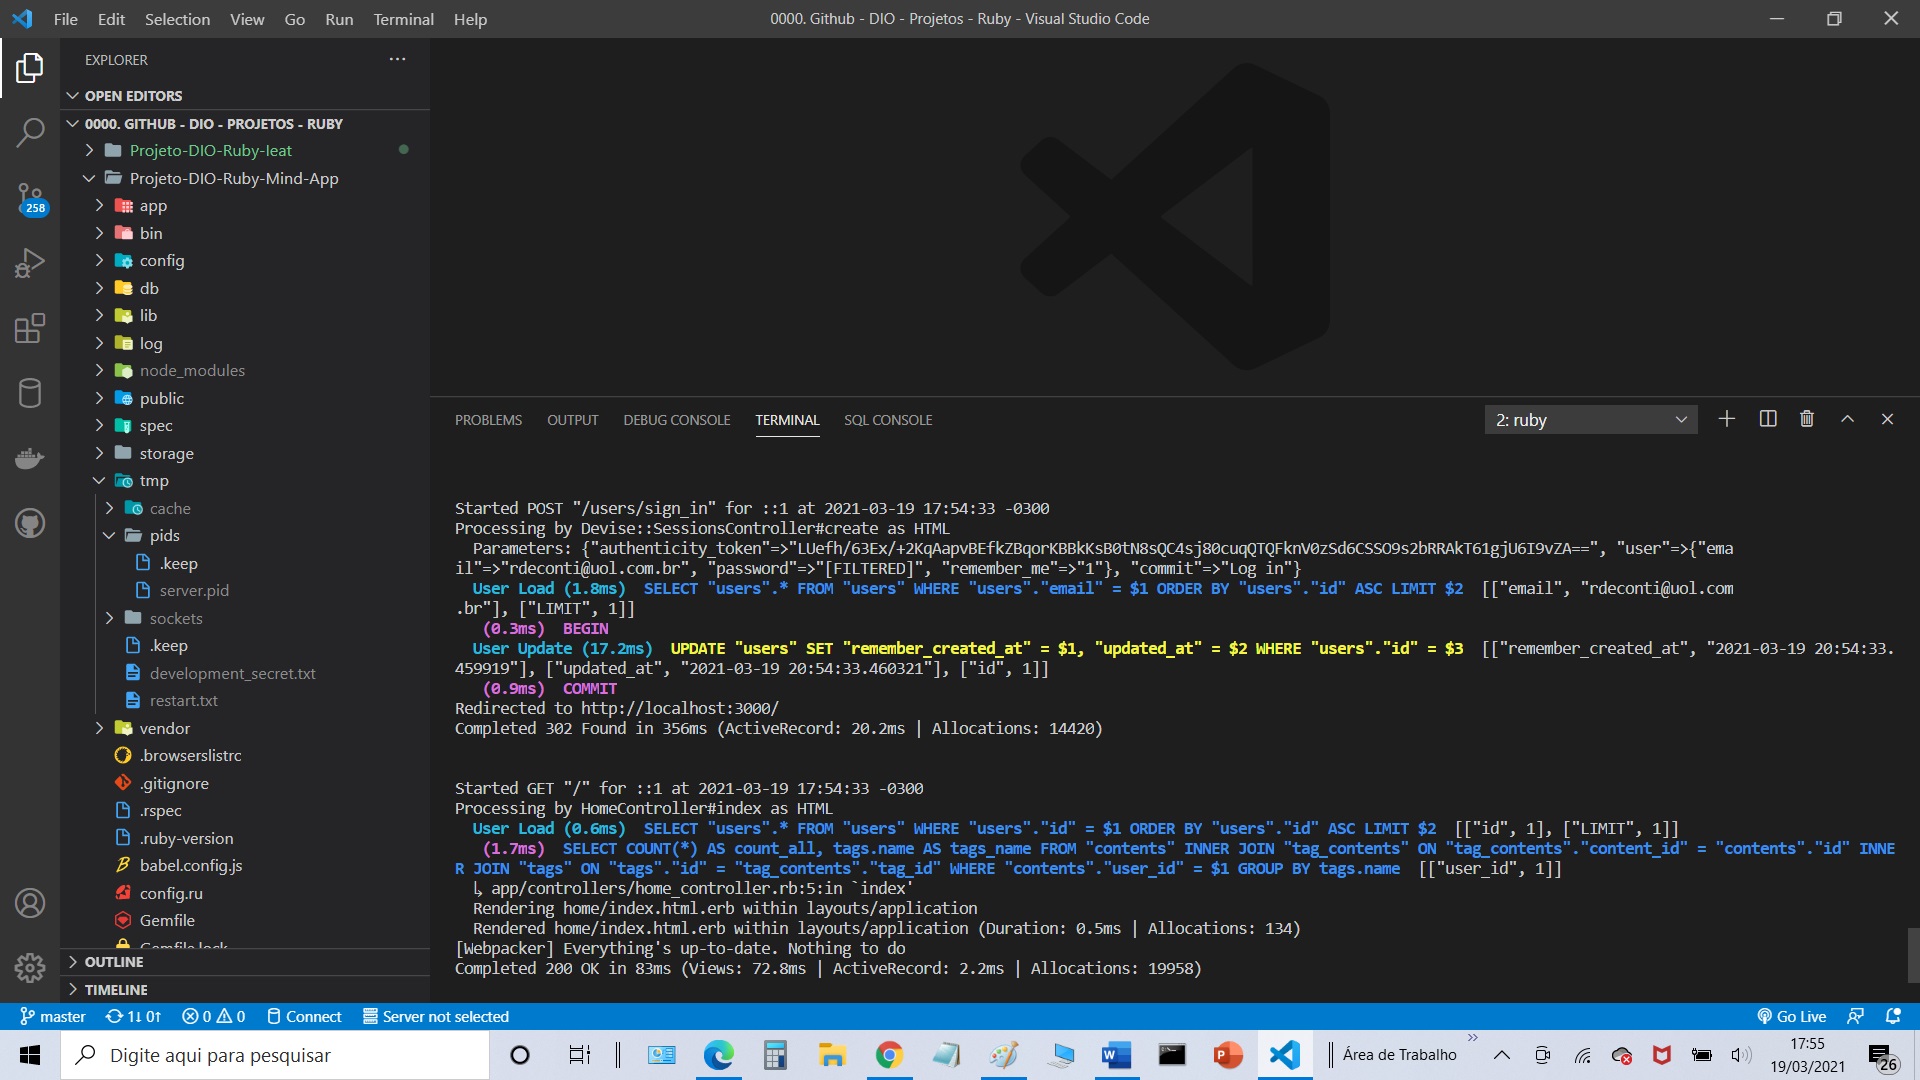 File Edit Selection View Go Run Terminal Help
0000. Github - DIO - Projetos - Ruby - Visual Studio Code
EXPLORER
OPEN EDITORS
0000. GITHUB - DIO - PROJETOS - RUBY
Projeto-DIO-Ruby-Ieat
Projeto-DIO-Ruby-Mind-App
app
bin
config
db
lib
log
node_modules
public
spec
storage
tmp
cache
pids
.keep
server.pid
sockets
.keep
development_secret.txt
restart.txt
vendor
.browserslistrc
.gitignore
.rspec
.ruby-version
babel.config.js
config.ru
Gemfile
Gemfile.lock
OUTLINE
TIMELINE
258
PROBLEMS OUTPUT DEBUG CONSOLE TERMINAL SQL CONSOLE
2: ruby
Started POST "/users/sign_in" for ::1 at 2021-03-19 17:54:33 -0300
Processing by Devise::SessionsController#create as HTML
Parameters: {"authenticity_token"=>"LUefh/63Ex/+2KqAapvBEfkZBqorKBBkKsB0tN8sQC4sj80cuqQTQFknV0zSd6CSSO9s2bRRAkT61gjU6I9vZA==", "user"=>{"ema
il"=>"rdeconti@uol.com.br", "password"=>"[FILTERED]", "remember_me"=>"1"}, "commit"=>"Log in"}
User Load (1.8ms) SELECT "users".* FROM "users" WHERE "users"."email" = $1 ORDER BY "users"."id" ASC LIMIT $2 [["email", "rdeconti@uol.com
.br"], ["LIMIT", 1]]
(0.3ms) BEGIN
User Update (17.2ms) UPDATE "users" SET "remember_created_at" = $1, "updated_at" = $2 WHERE "users"."id" = $3 [["remember_created_at", "2021-03-19 20:54:33.
459919"], ["updated_at", "2021-03-19 20:54:33.460321"], ["id", 1]]
(0.9ms) COMMIT
Redirected to http://localhost:3000/
Completed 302 Found in 356ms (ActiveRecord: 20.2ms | Allocations: 14420)
Started GET "/" for ::1 at 2021-03-19 17:54:33 -0300
Processing by HomeController#index as HTML
User Load (0.6ms) SELECT "users".* FROM "users" WHERE "users"."id" = $1 ORDER BY "users"."id" ASC LIMIT $2 [["id", 1], ["LIMIT", 1]]
(1.7ms) SELECT COUNT(*) AS count_all, tags.name AS tags_name FROM "contents" INNER JOIN "tag_contents" ON "tag_contents"."content_id" = "contents"."id" INNE
R JOIN "tags" ON "tags"."id" = "tag_contents"."tag_id" WHERE "contents"."user_id" = $1 GROUP BY tags.name [["user_id", 1]]
↳ app/controllers/home_controller.rb:5:in `index'
Rendering home/index.html.erb within layouts/application
Rendered home/index.html.erb within layouts/application (Duration: 0.5ms | Allocations: 134)
[Webpacker] Everything's up-to-date. Nothing to do
Completed 200 OK in 83ms (Views: 72.8ms | ActiveRecord: 2.2ms | Allocations: 19958)
master 1↓ 0↑ 0 0 Connect Server not selected Go Live
Digite aqui para pesquisar
Área de Trabalho
17:55
19/03/2021
26